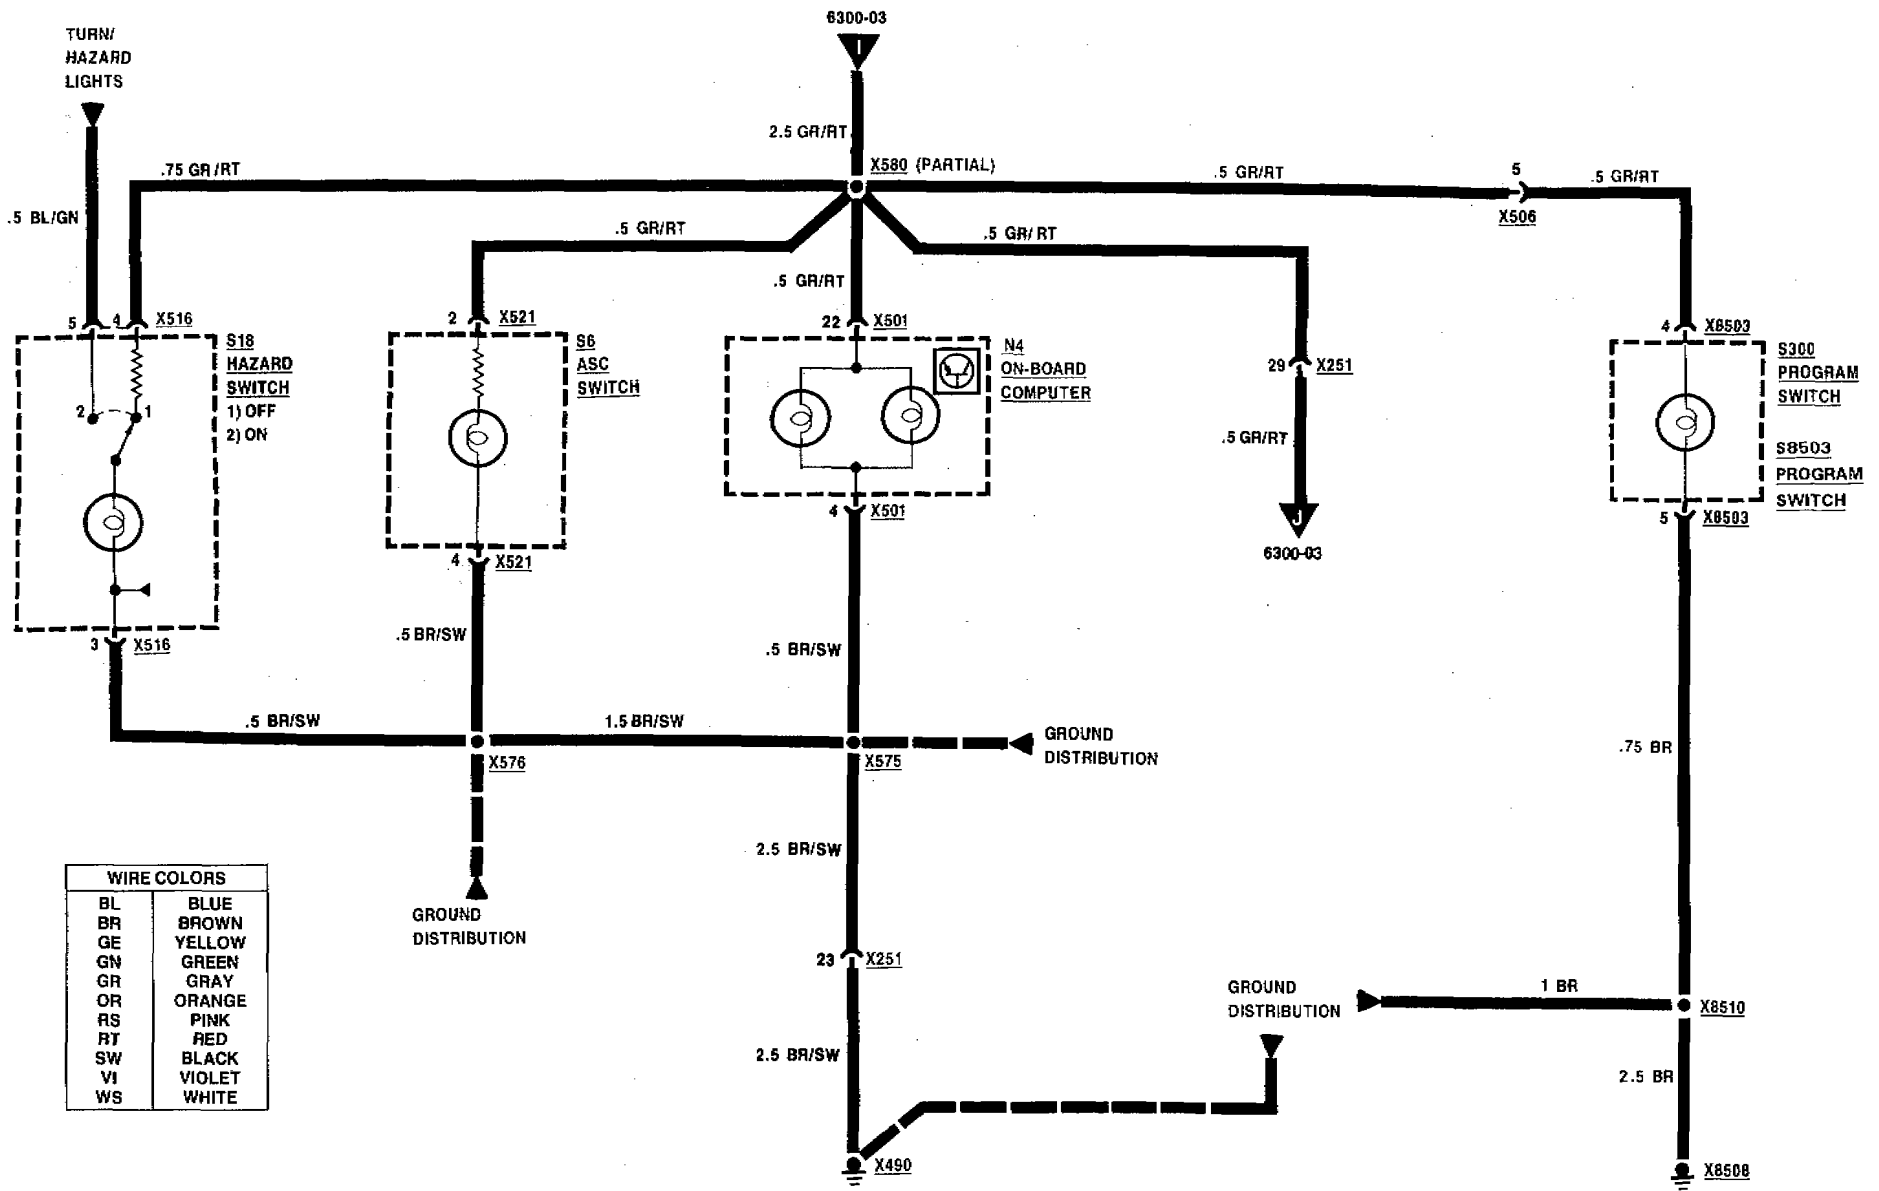 6300-03
I
TURN/
HAZARD
LIGHTS
2.5 GR/RT
X580 (PARTIAL)
.75 GR/RT
.5 GR/RT
5
.5 GR/RT
X506
.5 BL/GN
.5 GR/RT
.5 GR/RT
.5 GR/RT
5
4
X516
2
X521
22
X501
4
X8503
S18
HAZARD
SWITCH
1) OFF
2) ON
2
1
S6
ASC
SWITCH
N4
ON-BOARD
COMPUTER
29
X251
S300
PROGRAM
SWITCH
S8503
PROGRAM
SWITCH
.5 GR/RT
J
6300-03
4
X501
5
X8503
4
X521
3
X516
.5 BR/SW
.5 BR/SW
.5 BR/SW
1.5 BR/SW
X576
X575
GROUND
DISTRIBUTION
.75 BR
2.5 BR/SW
GROUND
DISTRIBUTION
23
X251
GROUND
DISTRIBUTION
1 BR
X8510
2.5 BR/SW
2.5 BR
X490
X8508
WIRE COLORS
BL BLUE
BR BROWN
GE YELLOW
GN GREEN
GR GRAY
OR ORANGE
RS PINK
RT RED
SW BLACK
VI VIOLET
WS WHITE